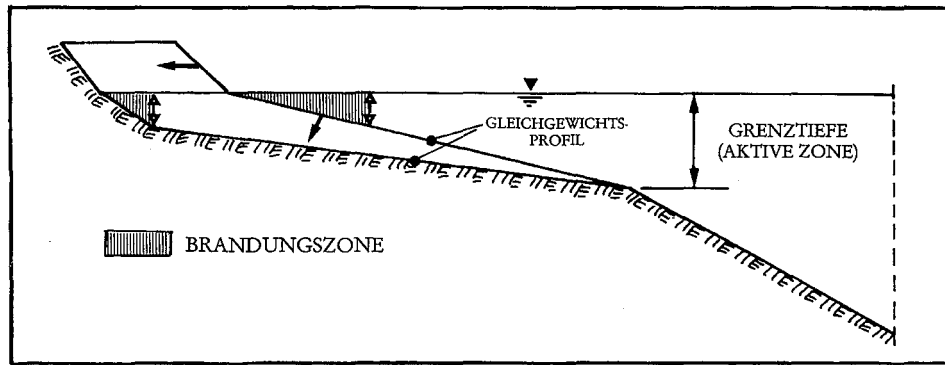 GLEICHGEWICHTS-
PROFIL
GRENZTIEFE
(AKTIVE ZONE)
BRANDUNGSZONE